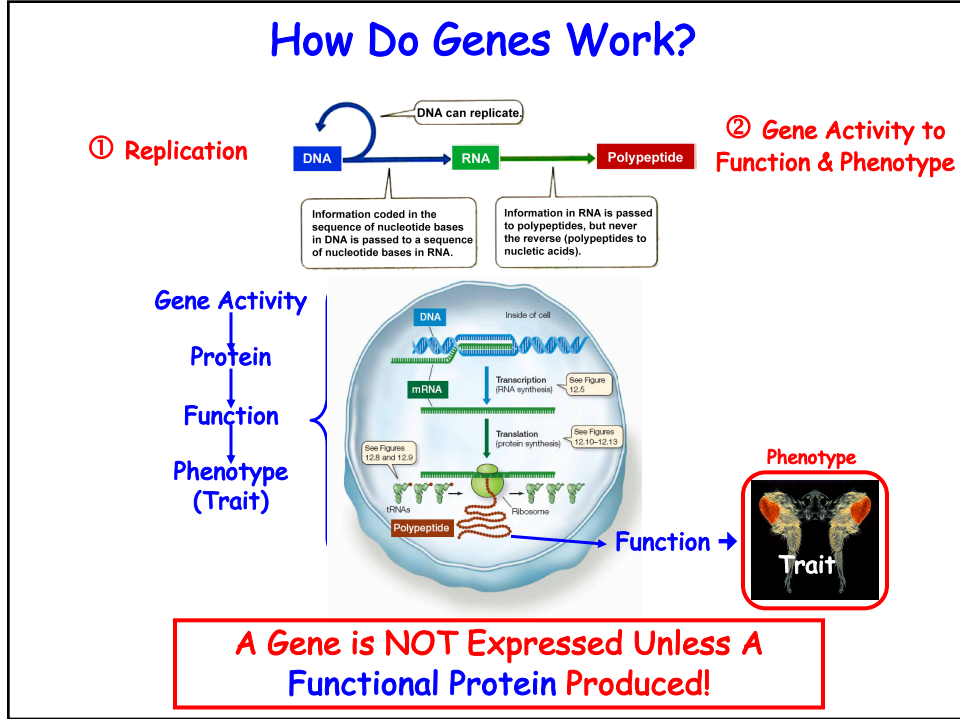 How Do Genes Work?
DNA can replicate.
① Replication
DNA
RNA
Polypeptide
② Gene Activity to
Function & Phenotype
Information coded in the
sequence of nucleotide bases
in DNA is passed to a sequence
of nucleotide bases in RNA.
Information in RNA is passed
to polypeptides, but never
the reverse (polypeptides to
nucletic acids).
Gene Activity
Protein
Function
Phenotype
(Trait)
DNA
Inside of cell
mRNA
Transcription
(RNA synthesis)
See Figure
12.5
Translation
(protein synthesis)
See Figures
12.10–12.13
See Figures
12.8 and 12.9
tRNAs
Ribosome
Polypeptide
Function
Phenotype
Trait
A Gene is NOT Expressed Unless A
Functional Protein Produced!